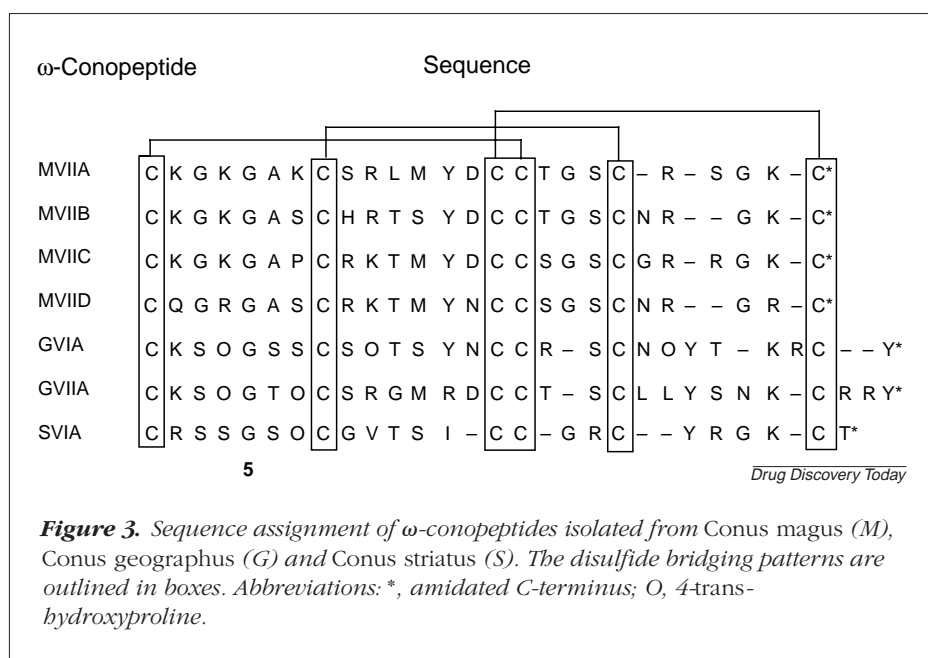 ω-Conopeptide Sequence
MVIIA C K G K G A K C S R L M Y D C C T G S C – R – S G K – C*
MVIIB C K G K G A S C H R T S Y D C C T G S C N R – – G K – C*
MVIIC C K G K G A P C R K T M Y D C C S G S C G R – R G K – C*
MVIID C Q G R G A S C R K T M Y N C C S G S C N R – – G R – C*
GVIA C K S O G S S C S O T S Y N C C R – S C N O Y T – K R C – – Y*
GVIIA C K S O G T O C S R G M R D C C T – S C L L Y S N K – C R R Y*
SVIA C R S S G S O C G V T S I – C C – G R C – – Y R G K – C T*
5
Drug Discovery Today
Figure 3. Sequence assignment of ω-conopeptides isolated from Conus magus (M),
Conus geographus (G) and Conus striatus (S). The disulfide bridging patterns are
outlined in boxes. Abbreviations: *, amidated C-terminus; O, 4-trans-
hydroxyproline.